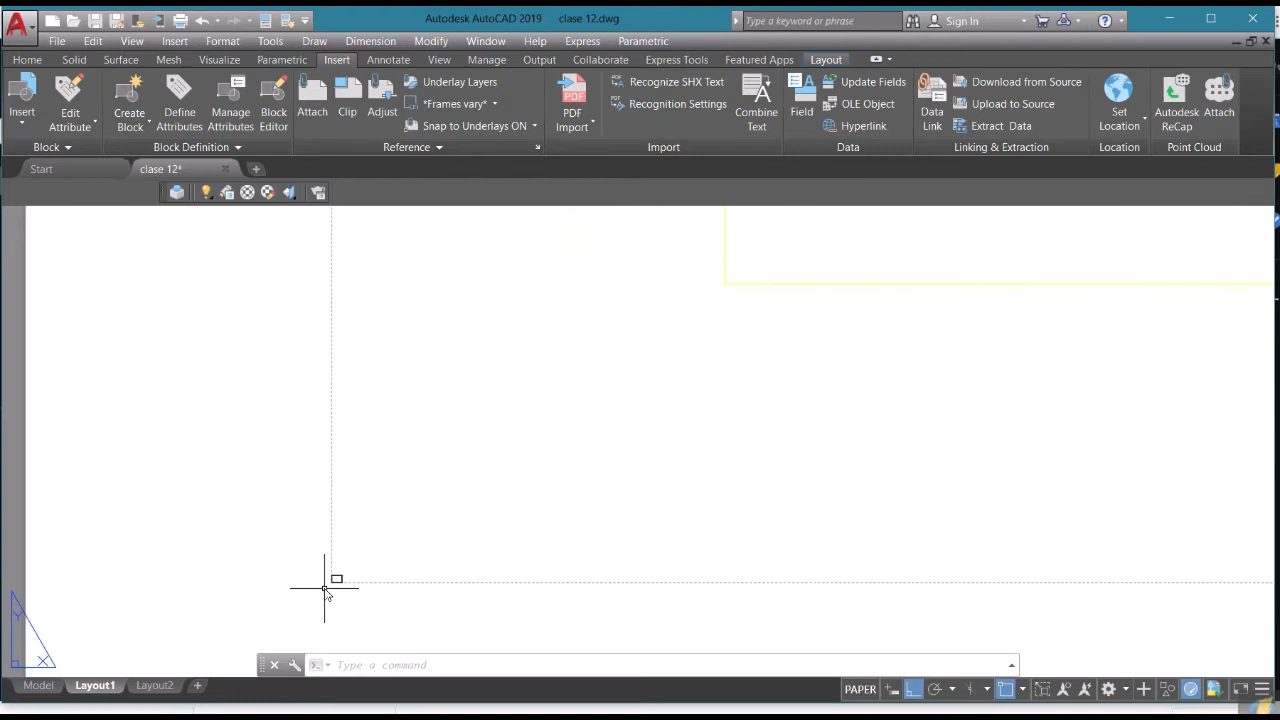 Autodesk AutoCAD 2019 clase 12.dwg
Type a keyword or phrase
Sign In
File Edit View Insert Format Tools Draw Dimension Modify Window Help Express Parametric
Home Solid Surface Mesh Visualize Parametric Insert Annotate View Manage Output Collaborate Express Tools Featured Apps Layout
Insert
Edit
Attribute
Block
Create
Block
Define
Attributes
Manage
Attributes
Block
Editor
Block Definition
Attach
Clip
Adjust
Underlay Layers
*Frames vary*
Snap to Underlays ON
Reference
PDF
PDF
Import
Recognize SHX Text
Recognition Settings
Combine
Text
Import
Field
Update Fields
OLE Object
Hyperlink
Data
Data
Link
Download from Source
Upload to Source
Extract Data
Linking & Extraction
Set
Location
Location
Autodesk
ReCap
Attach
Point Cloud
Start
clase 12*
Y
X
Type a command
Model Layout1 Layout2
PAPER